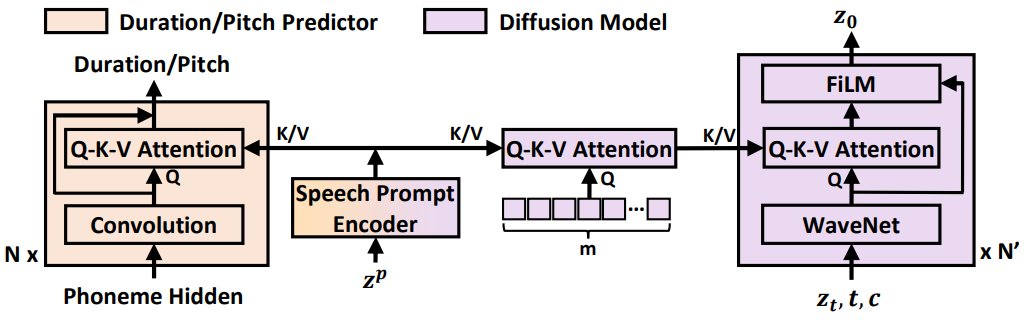 Duration/Pitch Predictor
Diffusion Model
Duration/Pitch
Q-K-V Attention
Q
Convolution
N x
Phoneme Hidden
K/V
K/V
Speech Prompt
Encoder
z^p
Q-K-V Attention
Q
...
m
K/V
z_0
FiLM
Q-K-V Attention
Q
WaveNet
x N’
z_t, t, c